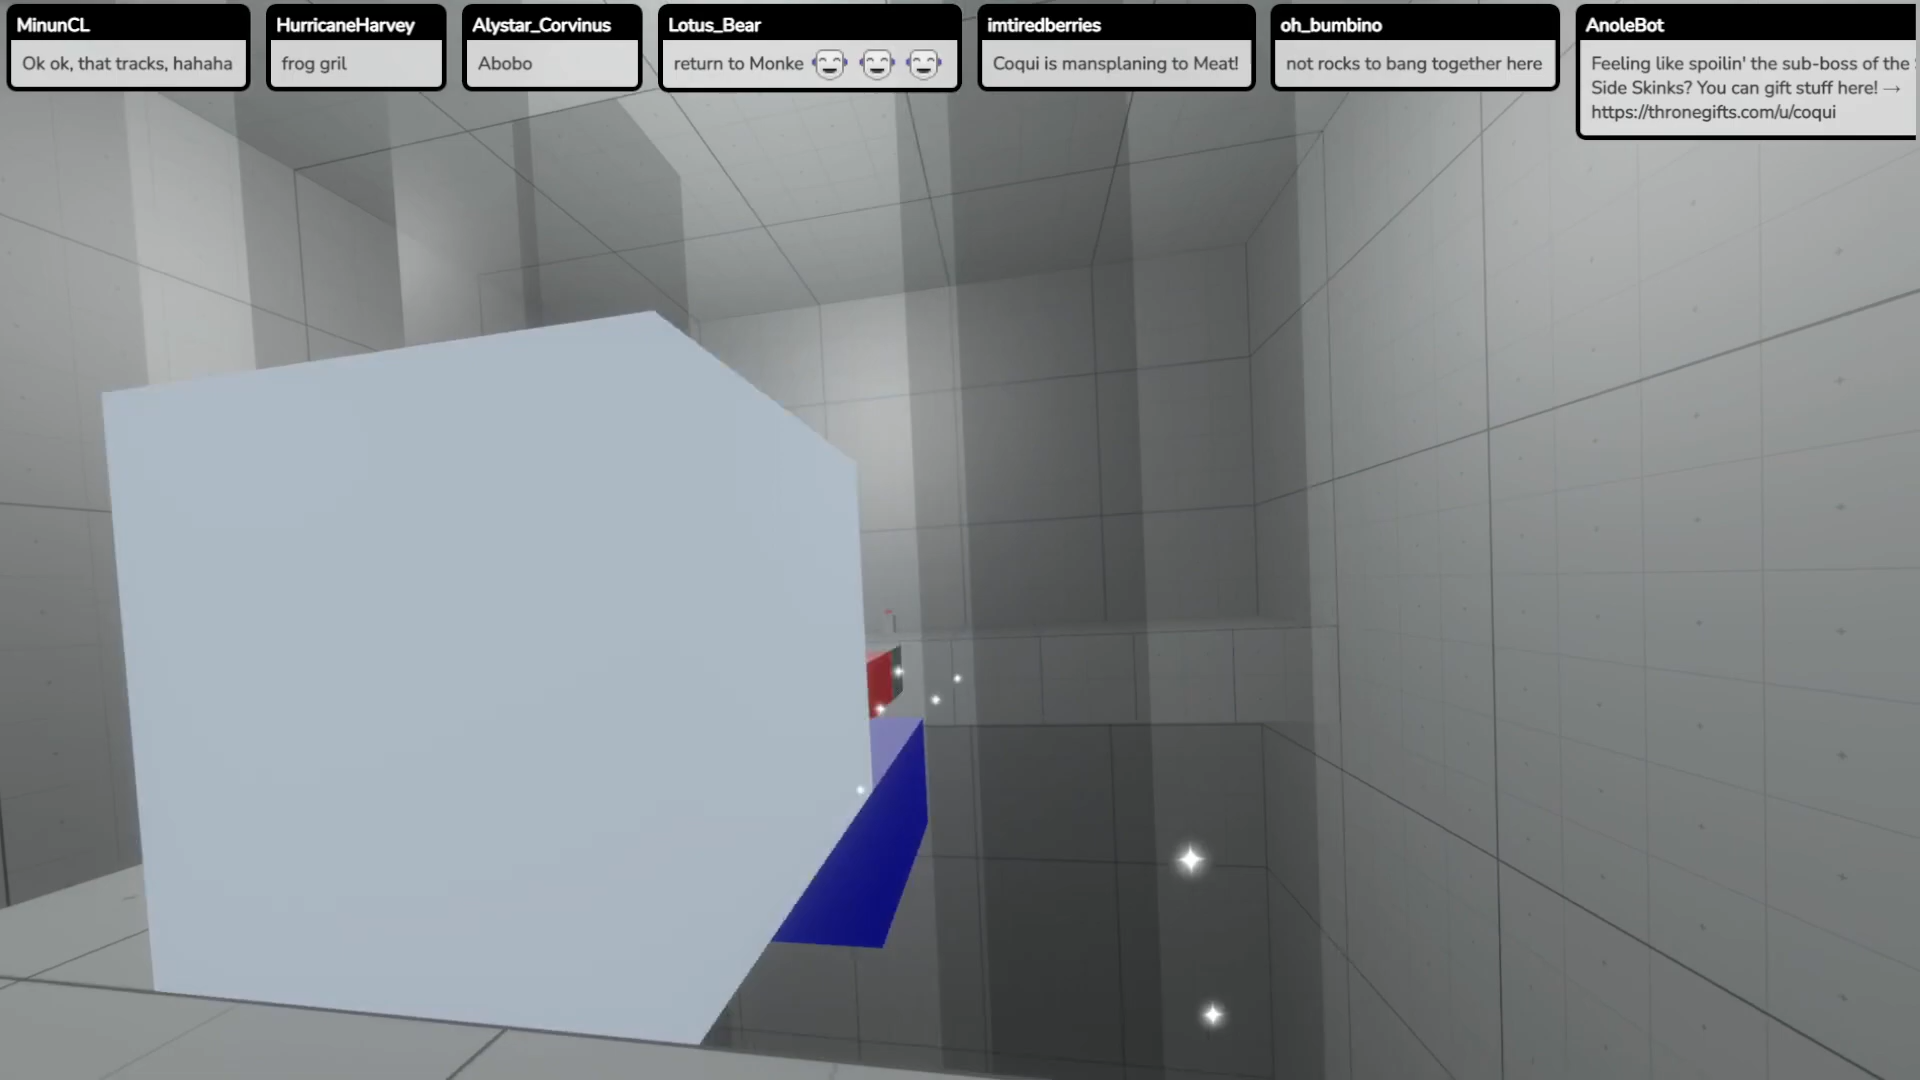 MinunCL
Ok ok, that tracks, hahaha
HurricaneHarvey
frog gril
Alystar_Corvinus
Abobo
Lotus_Bear
return to Monke
imtiredberries
Coqui is mansplaining to Meat!
oh_bumbino
not rocks to bang together here
AnoleBot
Feeling like spoilin' the sub-boss of the
Side Skinks? You can gift stuff here! →
https://thronegifts.com/u/coqui